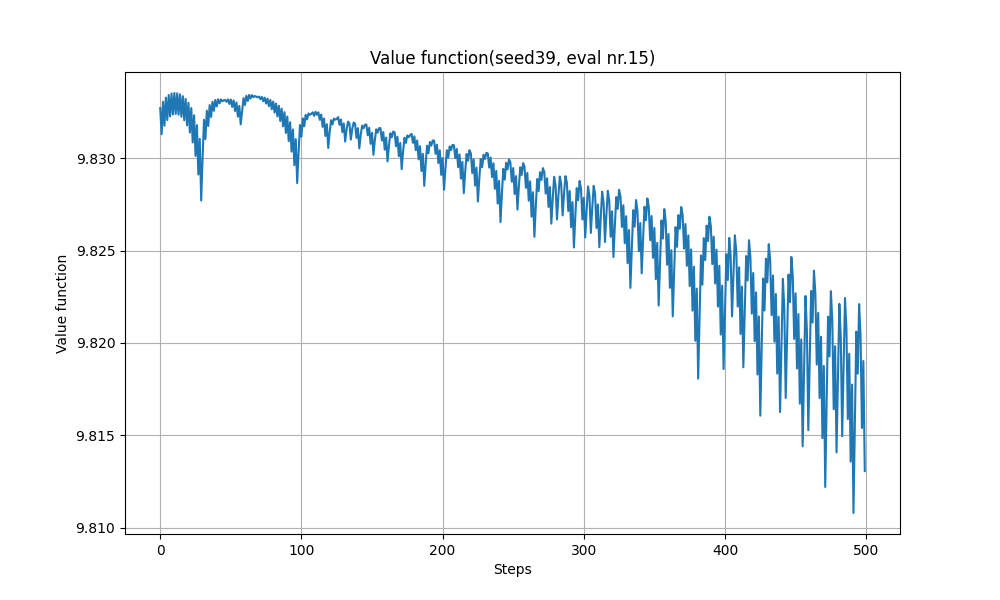 Value function(seed39, eval nr.15)
Value function
9.830
9.825
9.820
9.815
9.810
0 100 200 300 400 500
Steps